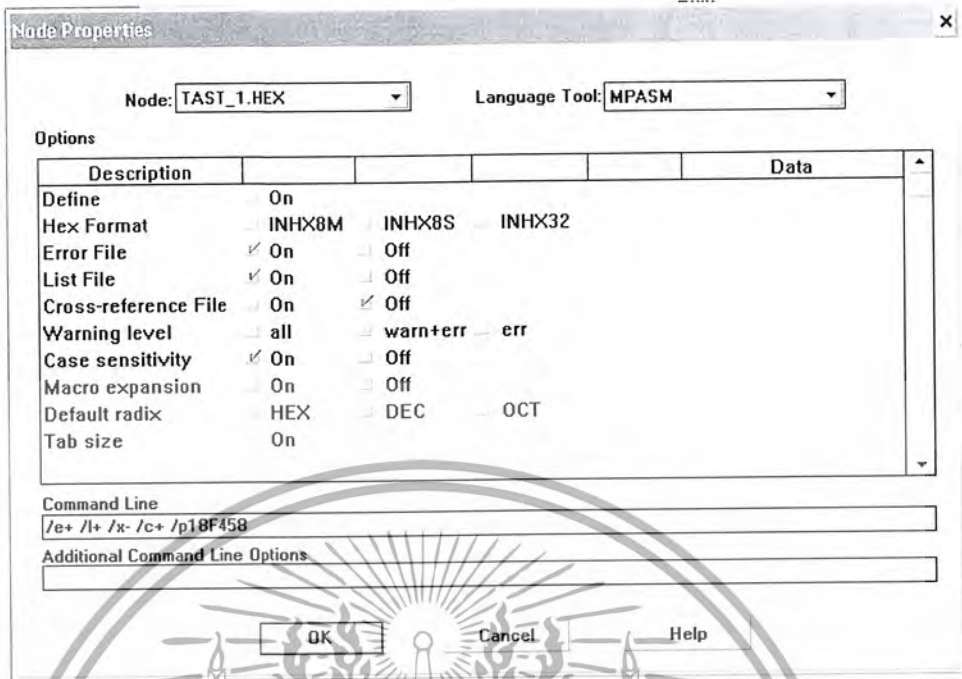 Node Properties
Node: TAST_1.HEX Language Tool: MPASM
Options
Description Data
Define On
Hex Format INHX8M INHX8S INHX32
Error File On Off
List File On Off
Cross-reference File On Off
Warning level all warn+err err
Case sensitivity On Off
Macro expansion On Off
Default radix HEX DEC OCT
Tab size On
Command Line
/e+ /l+ /x- /c+ /p18F458
Additional Command Line Options
OK Cancel Help